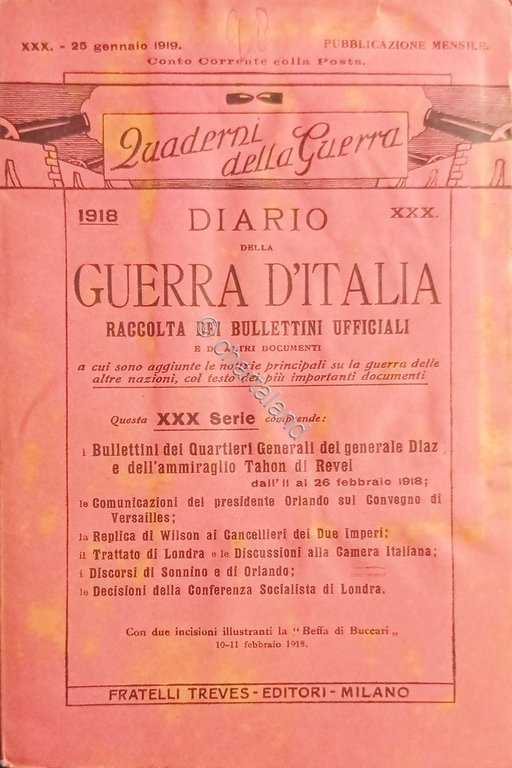 XXX. - 25 gennaio 1919. PUBBLICAZIONE MENSILE.
Conto Corrente colla Posta.
Quaderni
della Guerra
1918 DIARIO XXX.
DELLA
GUERRA D'ITALIA
RACCOLTA DEI BULLETTINI UFFICIALI
E DI ALTRI DOCUMENTI
a cui sono aggiunte le notizie principali su la guerra delle
altre nazioni, col testo dei più importanti documenti
Questa XXX Serie comprende:
i Bullettini dei Quartieri Generali del generale Diaz
e dell'ammiraglio Tahon di Revel
dall'11 al 26 febbraio 1918;
le Comunicazioni del presidente Orlando sul Convegno di
Versailles;
la Replica di Wilson ai Cancellieri dei Due Imperi;
il Trattato di Londra e le Discussioni alla Camera Italiana;
i Discorsi di Sonnino e di Orlando;
le Decisioni della Conferenza Socialista di Londra.
Con due incisioni illustranti la "Beffa di Buccari„
10-11 febbraio 1918.
FRATELLI TREVES - EDITORI - MILANO
©chartaland